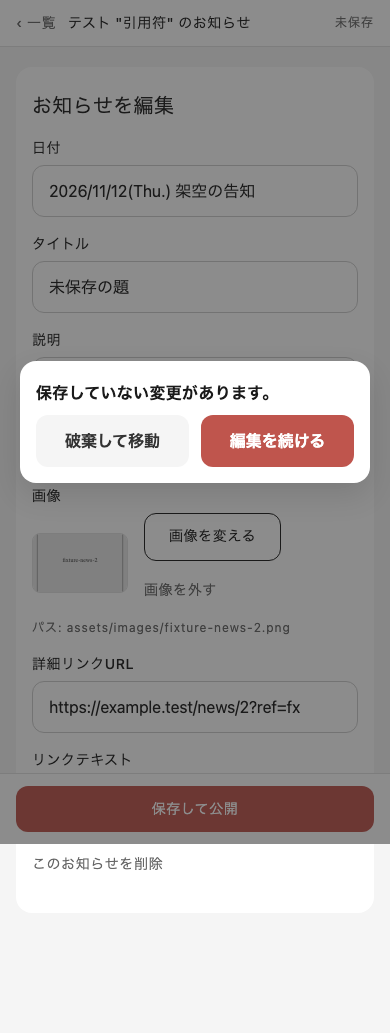 ‹ 一覧 テスト "引用符" のお知らせ 未保存
お知らせを編集
日付
2026/11/12(Thu.) 架空の告知
タイトル
未保存の題
説明
保存していない変更があります。
破棄して移動 編集を続ける
画像
fixture-news-2
画像を変える
画像を外す
パス: assets/images/fixture-news-2.png
詳細リンクURL
https://example.test/news/2?ref=fx
リンクテキスト
保存して公開
このお知らせを削除